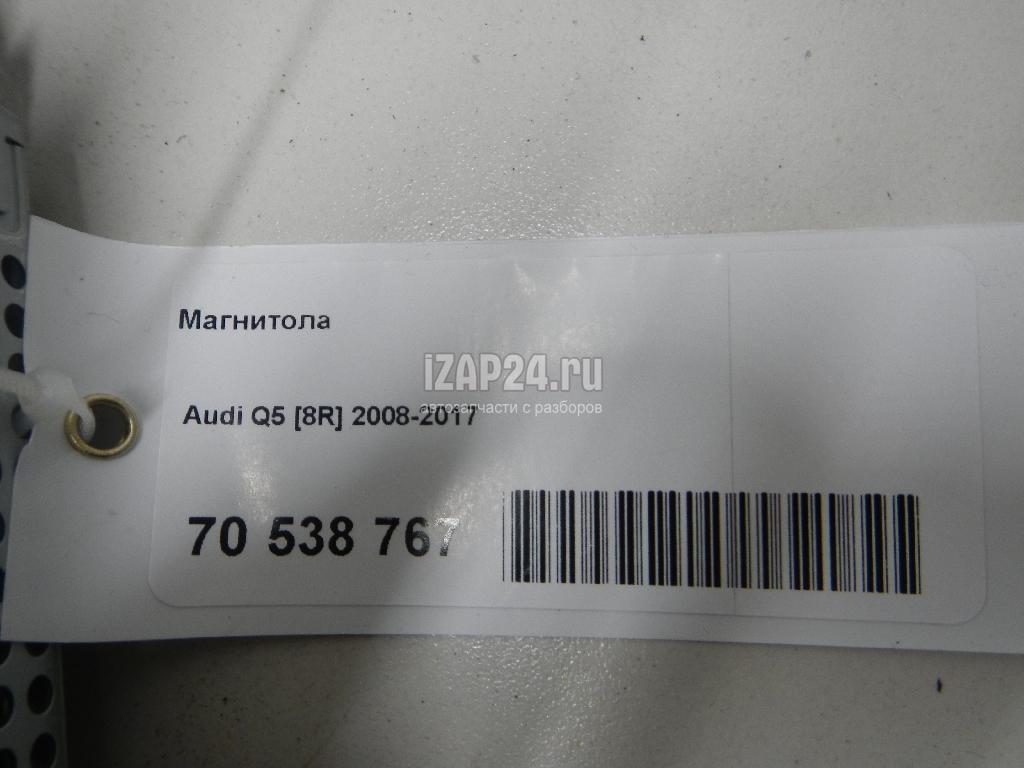 Магнитола
iZAP24.ru
автозапчасти с разборов
Audi Q5 [8R] 2008-2017
70 538 767